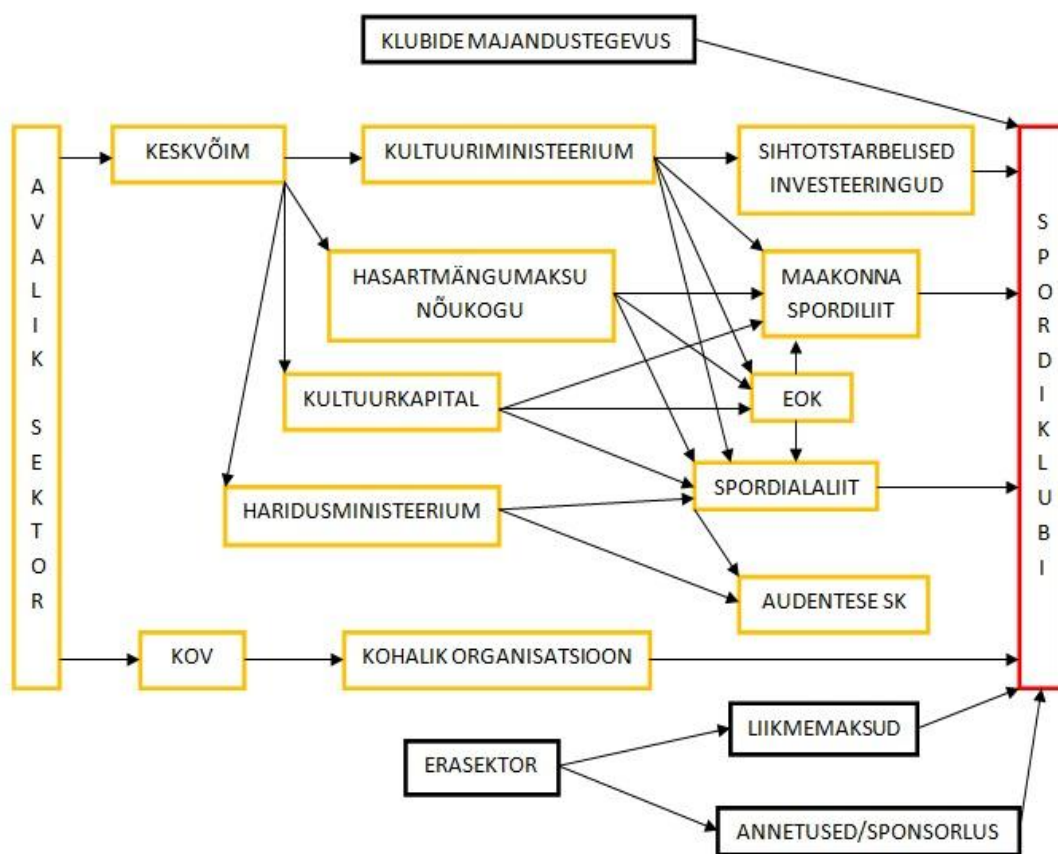 KLUBIDE MAJANDUSTEGEVUS
AVALIK SEKTOR
KESKVÕIM
KULTUURIMINISTEERIUM
SIHTOTSTARBELISED
INVESTEERINGUD
SPORDIKLUBI
HASARTMÄNGUMAKSU
NÕUKOGU
MAAKONNA
SPORDILIIT
KULTUURKAPITAL
EOK
HARIDUSMINISTEERIUM
SPORDIALALIIT
AUDENTESE SK
KOV
KOHALIK ORGANISATSIOON
ERASEKTOR
LIIKMEMAKSUD
ANNETUSED/SPONSORLUS